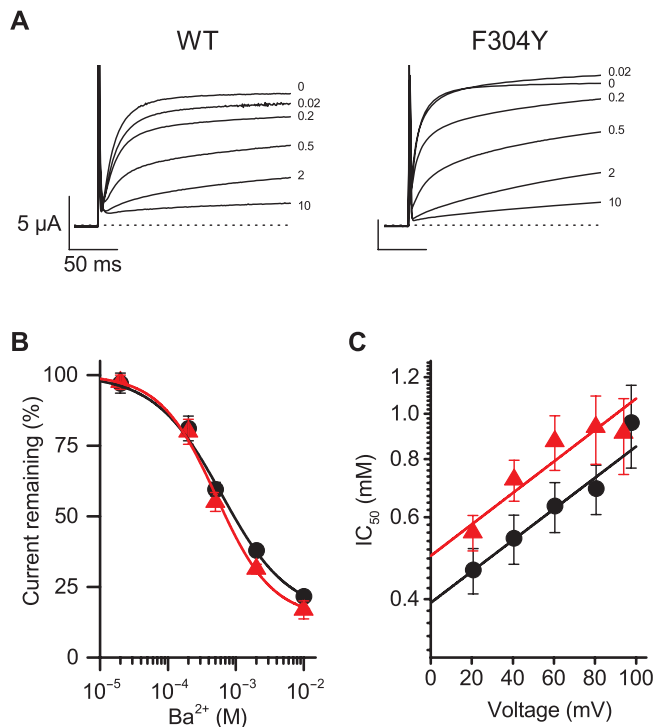 A
WT
F304Y
0
0.02
0.2
0.5
2
10
0.02
0
0.2
0.5
2
10
5 µA
50 ms
B
100
75
50
25
0
10⁻⁵ 10⁻⁴ 10⁻³ 10⁻²
Current remaining (%)
Ba²⁺ (M)
C
1.2
1.0
0.8
0.6
0.4
0 20 40 60 80 100
IC₅₀ (mM)
Voltage (mV)